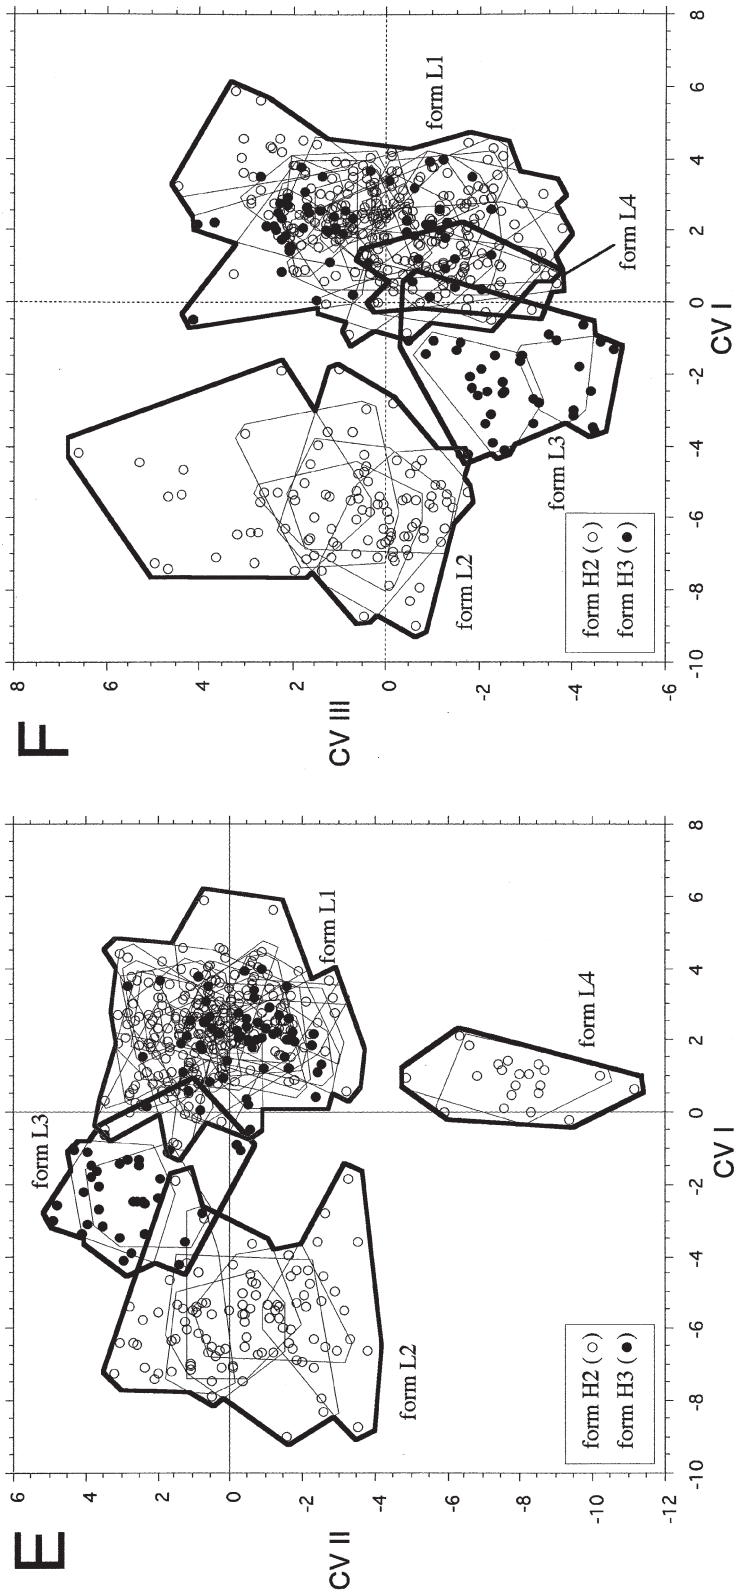 E
CV II
6
4
2
0
-2
-4
-6
-8
-10
-12
-10
-8
-6
-4
-2
0
2
4
6
8
CV I
form L3
form L1
form L2
form L4
form H2 (○)
form H3 (●)
F
CV III
8
6
4
2
0
-2
-4
-6
-10
-8
-6
-4
-2
0
2
4
6
8
CV I
form L1
form L4
form L3
form L2
form H2 (○)
form H3 (●)